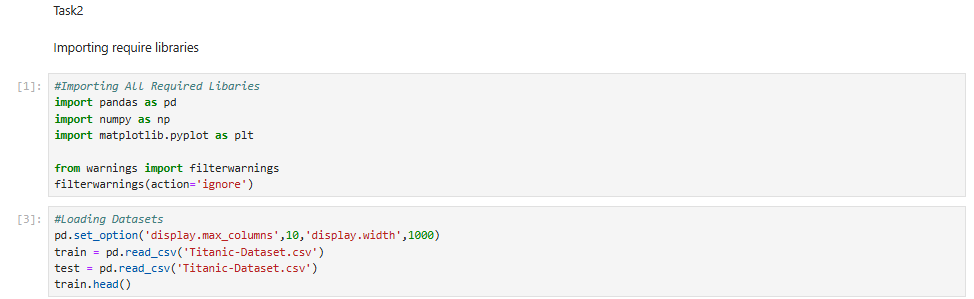 Task2
Importing require libraries
[1]:
#Importing All Required Libaries
import pandas as pd
import numpy as np
import matplotlib.pyplot as plt
from warnings import filterwarnings
filterwarnings(action='ignore')
[3]:
#Loading Datasets
pd.set_option('display.max_columns',10,'display.width',1000)
train = pd.read_csv('Titanic-Dataset.csv')
test = pd.read_csv('Titanic-Dataset.csv')
train.head()